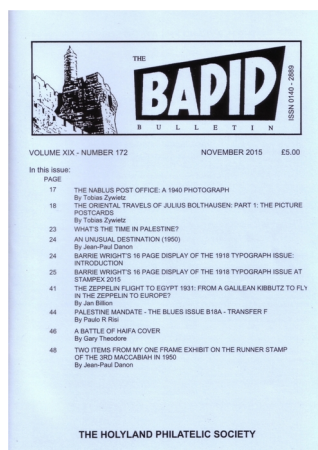 THE
BAPIP
BULLETIN
ISSN 0140 - 2889
VOLUME XIX - NUMBER 172 NOVEMBER 2015 £5.00
In this issue:
PAGE
17 THE NABLUS POST OFFICE: A 1940 PHOTOGRAPH
By Tobias Zywietz
18 THE ORIENTAL TRAVELS OF JULIUS BOLTHAUSEN: PART 1: THE PICTURE
POSTCARDS
By Tobias Zywietz
23 WHAT'S THE TIME IN PALESTINE?
24 AN UNUSUAL DESTINATION (1950)
By Jean-Paul Danon
24 BARRIE WRIGHT'S 16 PAGE DISPLAY OF THE 1918 TYPOGRAPH ISSUE:
INTRODUCTION
25 BARRIE WRIGHT'S 16 PAGE DISPLAY OF THE 1918 TYPOGRAPH ISSUE AT
STAMPEX 2015
41 THE ZEPPELIN FLIGHT TO EGYPT 1931: FROM A GALILEAN KIBBUTZ TO FLY
IN THE ZEPPELIN TO EUROPE?
By Jan Billion
44 PALESTINE MANDATE - THE BLUES ISSUE B18A - TRANSFER F
By Paulo R Risi
46 A BATTLE OF HAIFA COVER
By Gary Theodore
48 TWO ITEMS FROM MY ONE FRAME EXHIBIT ON THE RUNNER STAMP
OF THE 3RD MACCABIAH IN 1950
By Jean-Paul Danon
THE HOLYLAND PHILATELIC SOCIETY